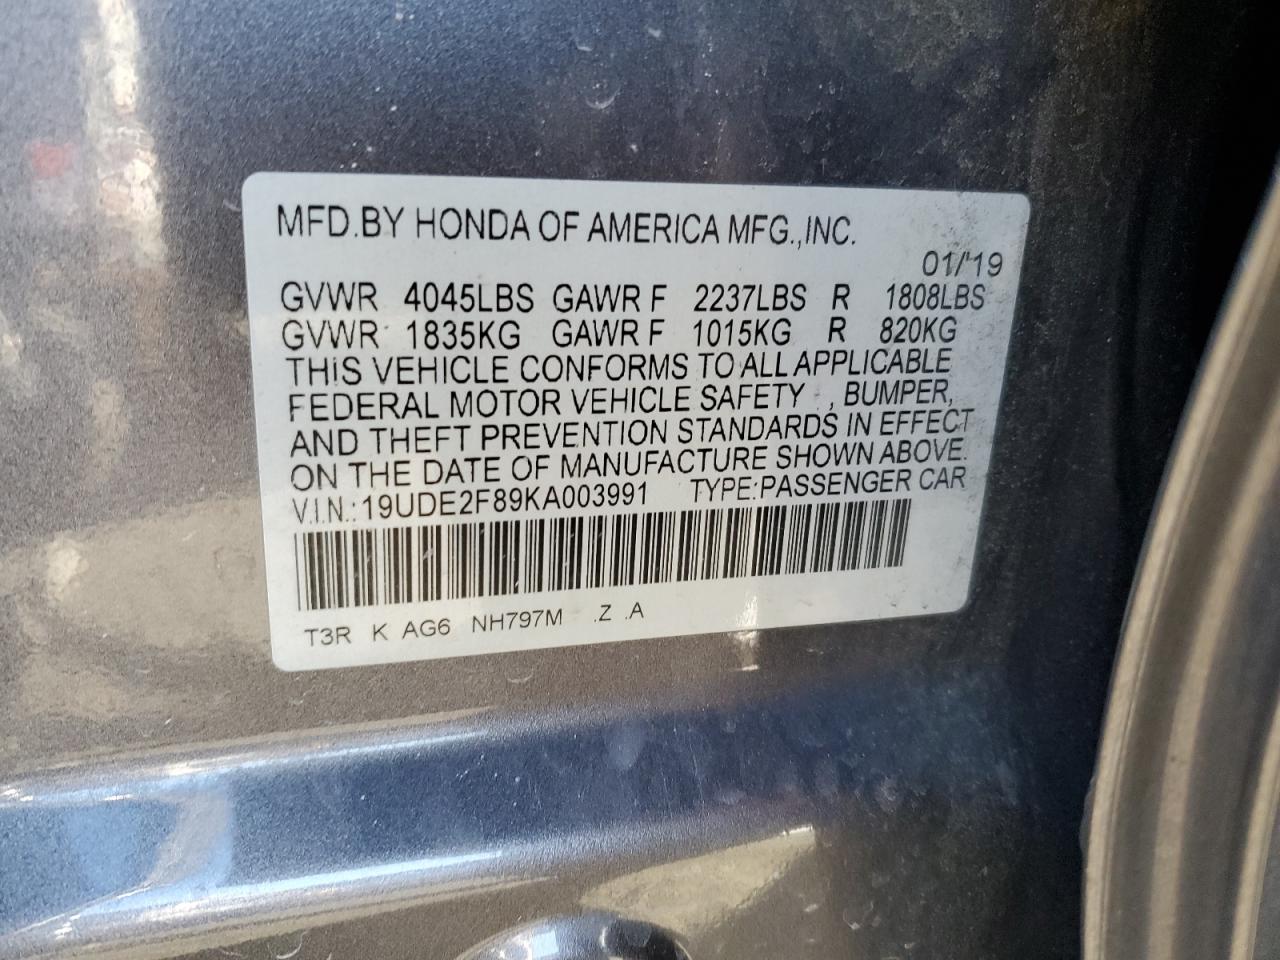 MFD.BY HONDA OF AMERICA MFG.,INC.
01/'19
GVWR 4045LBS GAWR F 2237LBS R 1808LBS
GVWR 1835KG GAWR F 1015KG R 820KG
THIS VEHICLE CONFORMS TO ALL APPLICABLE
FEDERAL MOTOR VEHICLE SAFETY , BUMPER,
AND THEFT PREVENTION STANDARDS IN EFFECT
ON THE DATE OF MANUFACTURE SHOWN ABOVE.
V.I.N.:19UDE2F89KA003991 TYPE:PASSENGER CAR
T3R K AG6 NH797M .Z .A